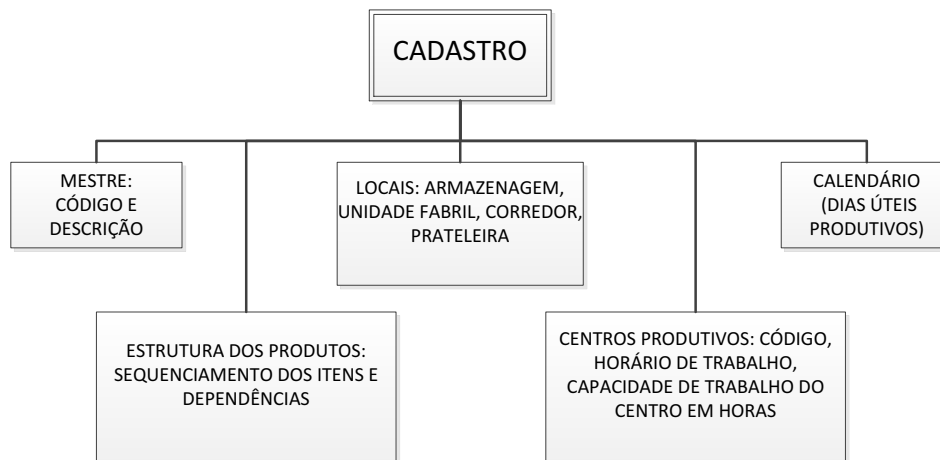 CADASTRO
MESTRE:
CÓDIGO E
DESCRIÇÃO
LOCAIS: ARMAZENAGEM,
UNIDADE FABRIL, CORREDOR,
PRATELEIRA
CALENDÁRIO
(DIAS ÚTEIS
PRODUTIVOS)
ESTRUTURA DOS PRODUTOS:
SEQUENCIAMENTO DOS ITENS E
DEPENDÊNCIAS
CENTROS PRODUTIVOS: CÓDIGO,
HORÁRIO DE TRABALHO,
CAPACIDADE DE TRABALHO DO
CENTRO EM HORAS